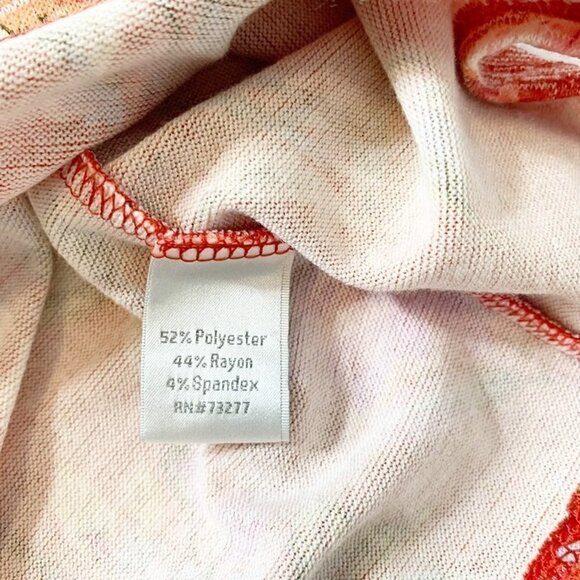 52% Polyester
44% Rayon
4% Spandex
RN#73277